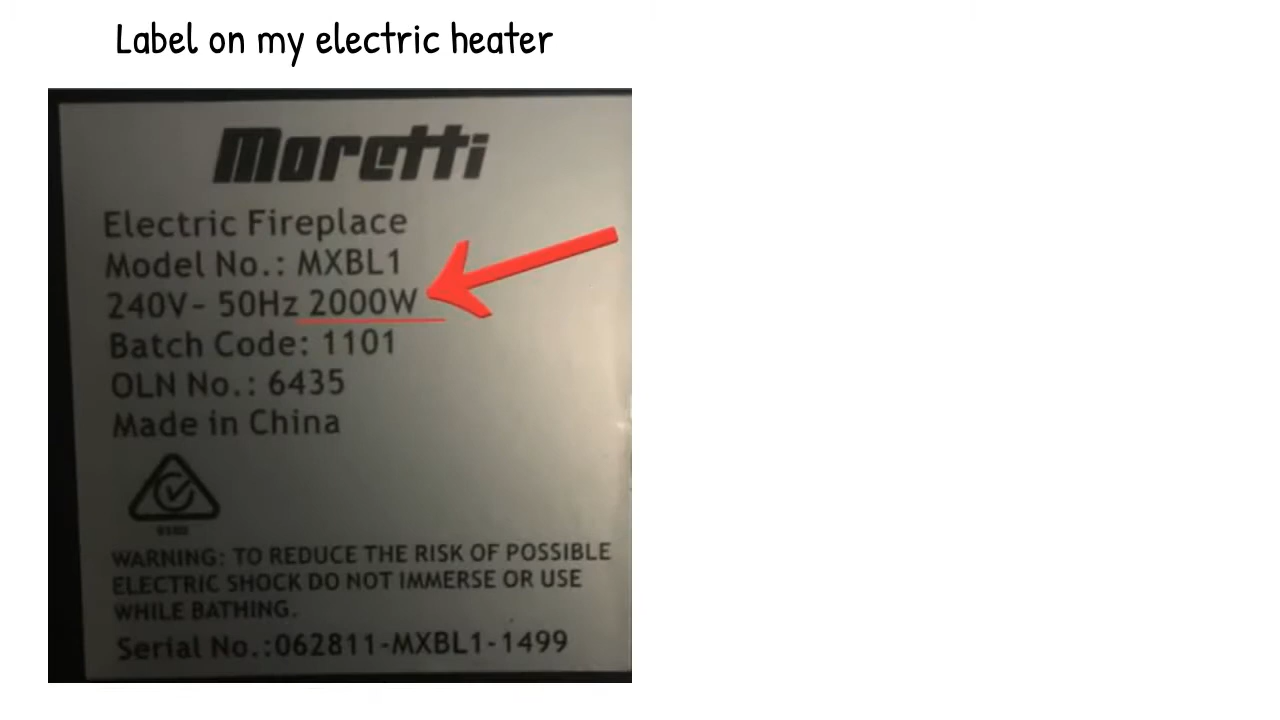 Label on my electric heater
Moretti
Electric Fireplace
Model No.: MXBL1
240V~ 50Hz 2000W
Batch Code: 1101
OLN No.: 6435
Made in China
WARNING: TO REDUCE THE RISK OF POSSIBLE
ELECTRIC SHOCK DO NOT IMMERSE OR USE
WHILE BATHING.
Serial No.:062811-MXBL1-1499